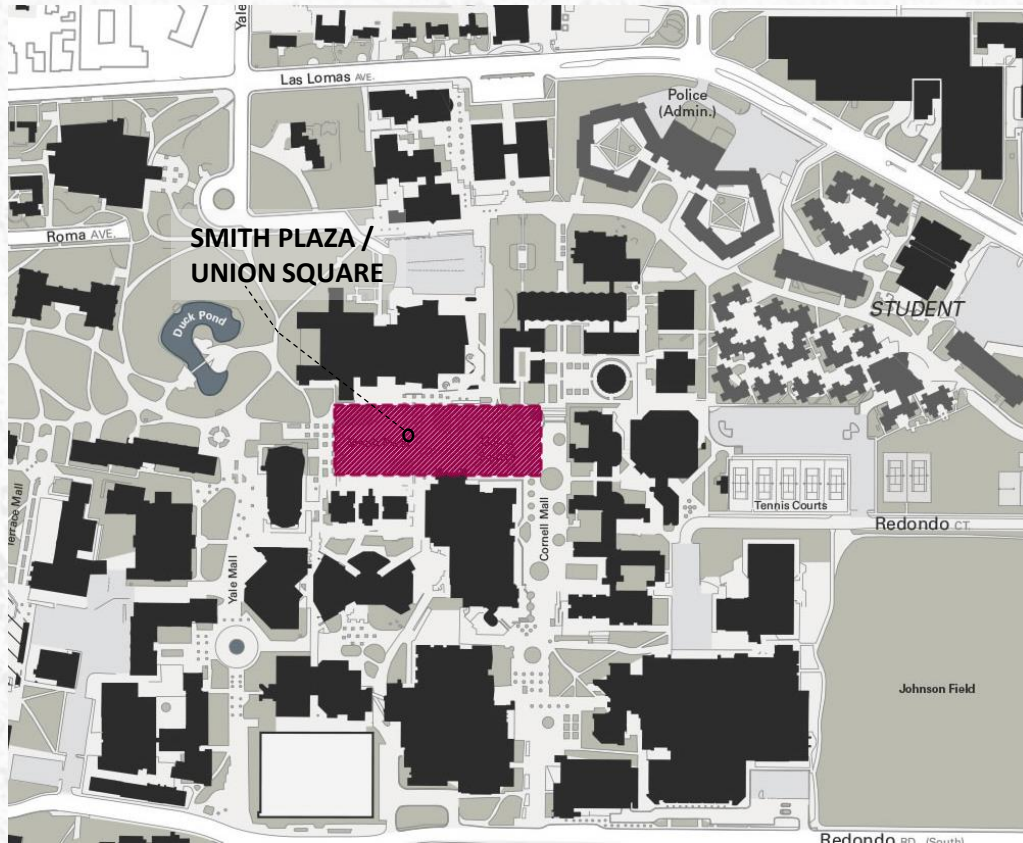 Yale
Las Lomas AVE.
Police
(Admin.)
Roma AVE.
SMITH PLAZA /
UNION SQUARE
Duck Pond
STUDENT
Terrace Mall
Yale Mall
Cornell Mall
Tennis Courts
Redondo CT.
Johnson Field
Redondo RD. (South)